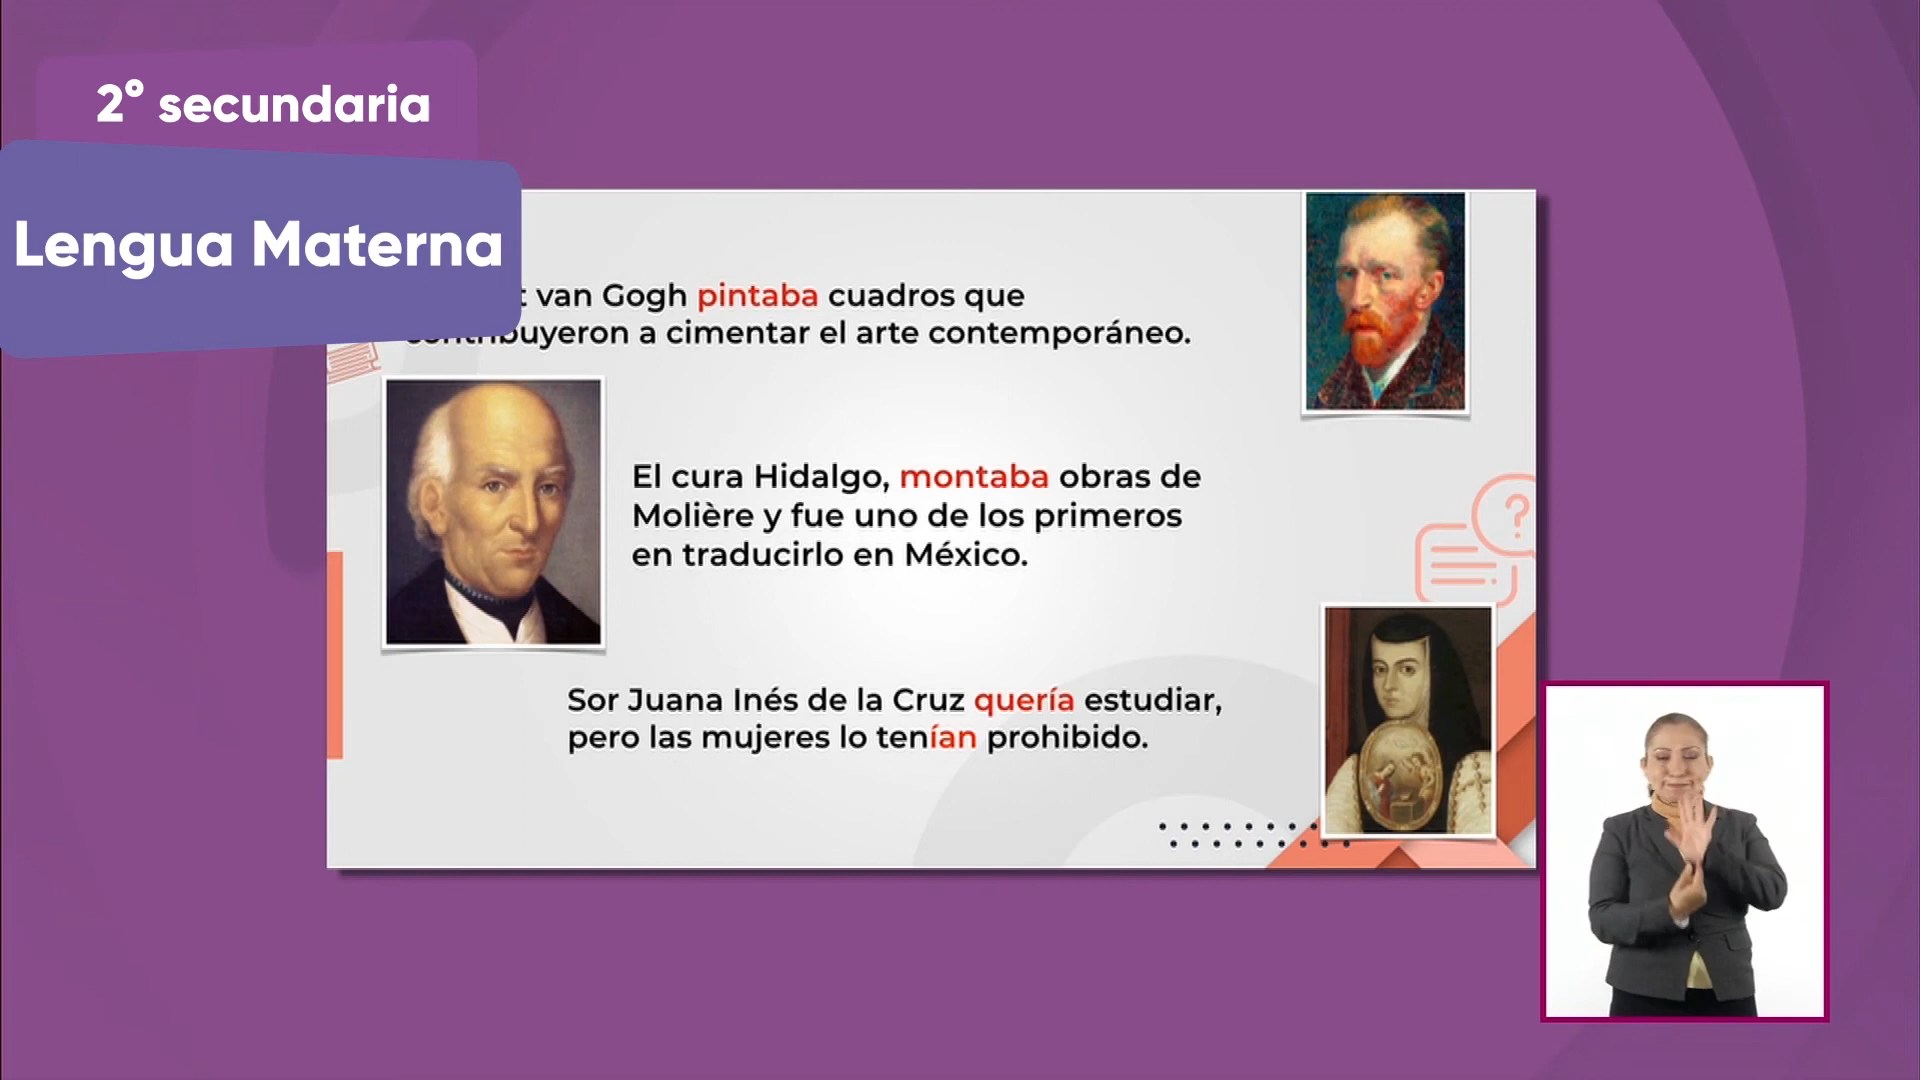 2° secundaria
Lengua Materna
van Gogh pintaba cuadros que
contribuyeron a cimentar el arte contemporáneo.
El cura Hidalgo, montaba obras de
Molière y fue uno de los primeros
en traducirlo en México.
Sor Juana Inés de la Cruz quería estudiar,
pero las mujeres lo tenían prohibido.
?